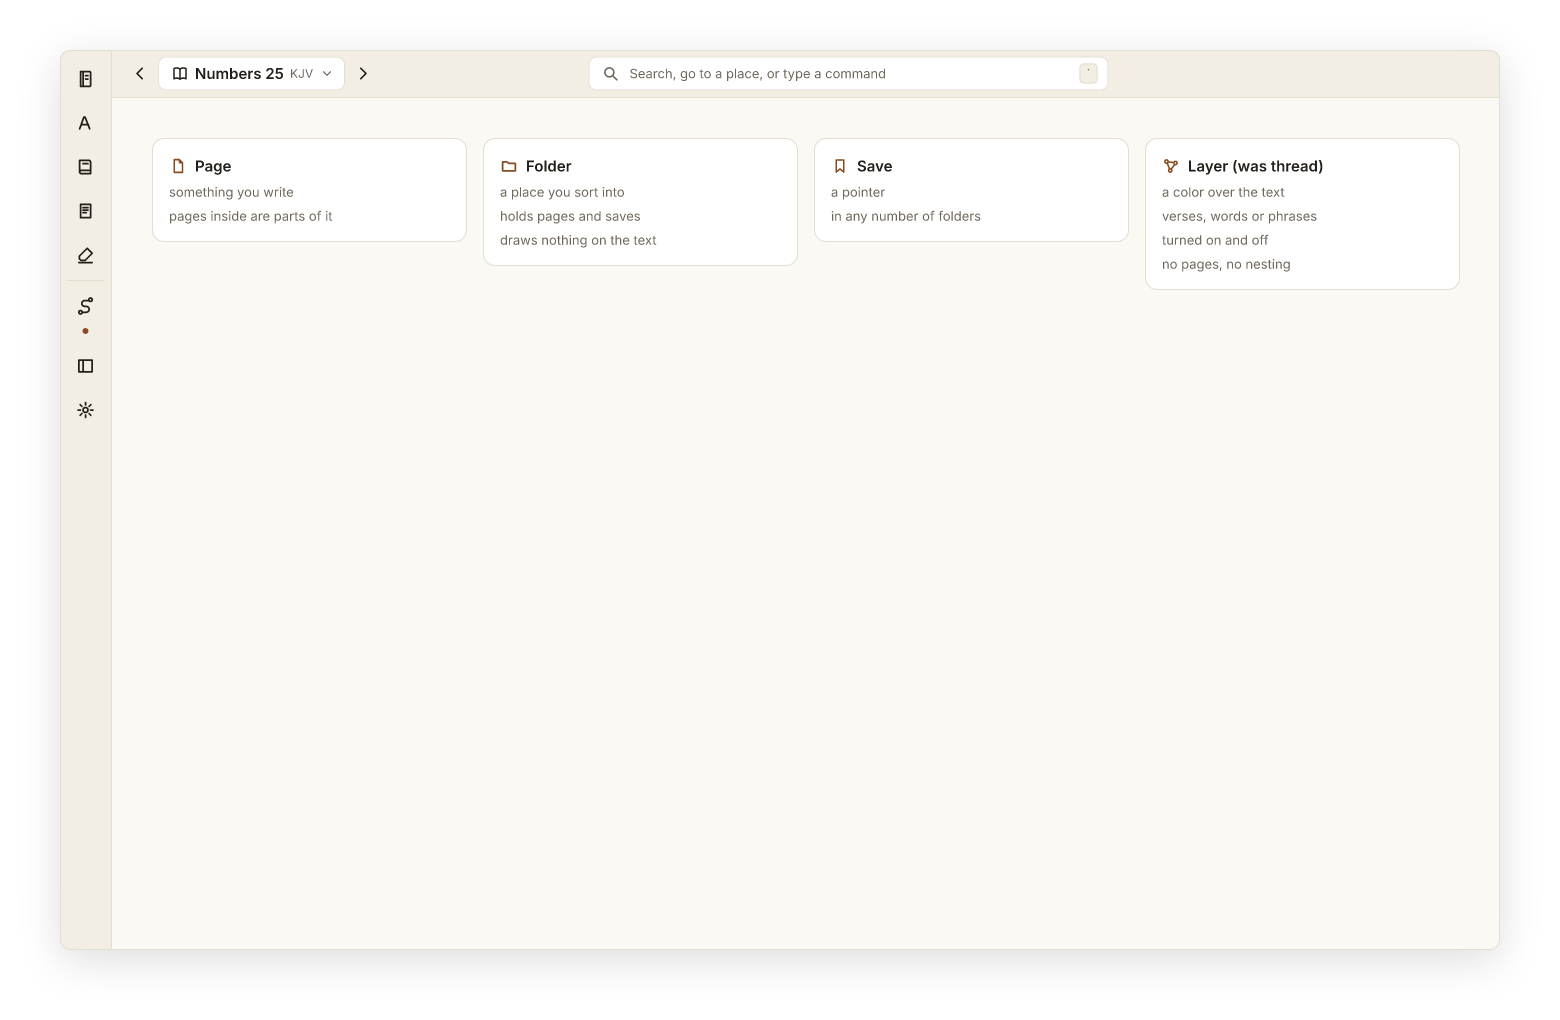 Numbers 25 KJV
Search, go to a place, or type a command
Page
something you write
pages inside are parts of it
Folder
a place you sort into
holds pages and saves
draws nothing on the text
Save
a pointer
in any number of folders
Layer (was thread)
a color over the text
verses, words or phrases
turned on and off
no pages, no nesting